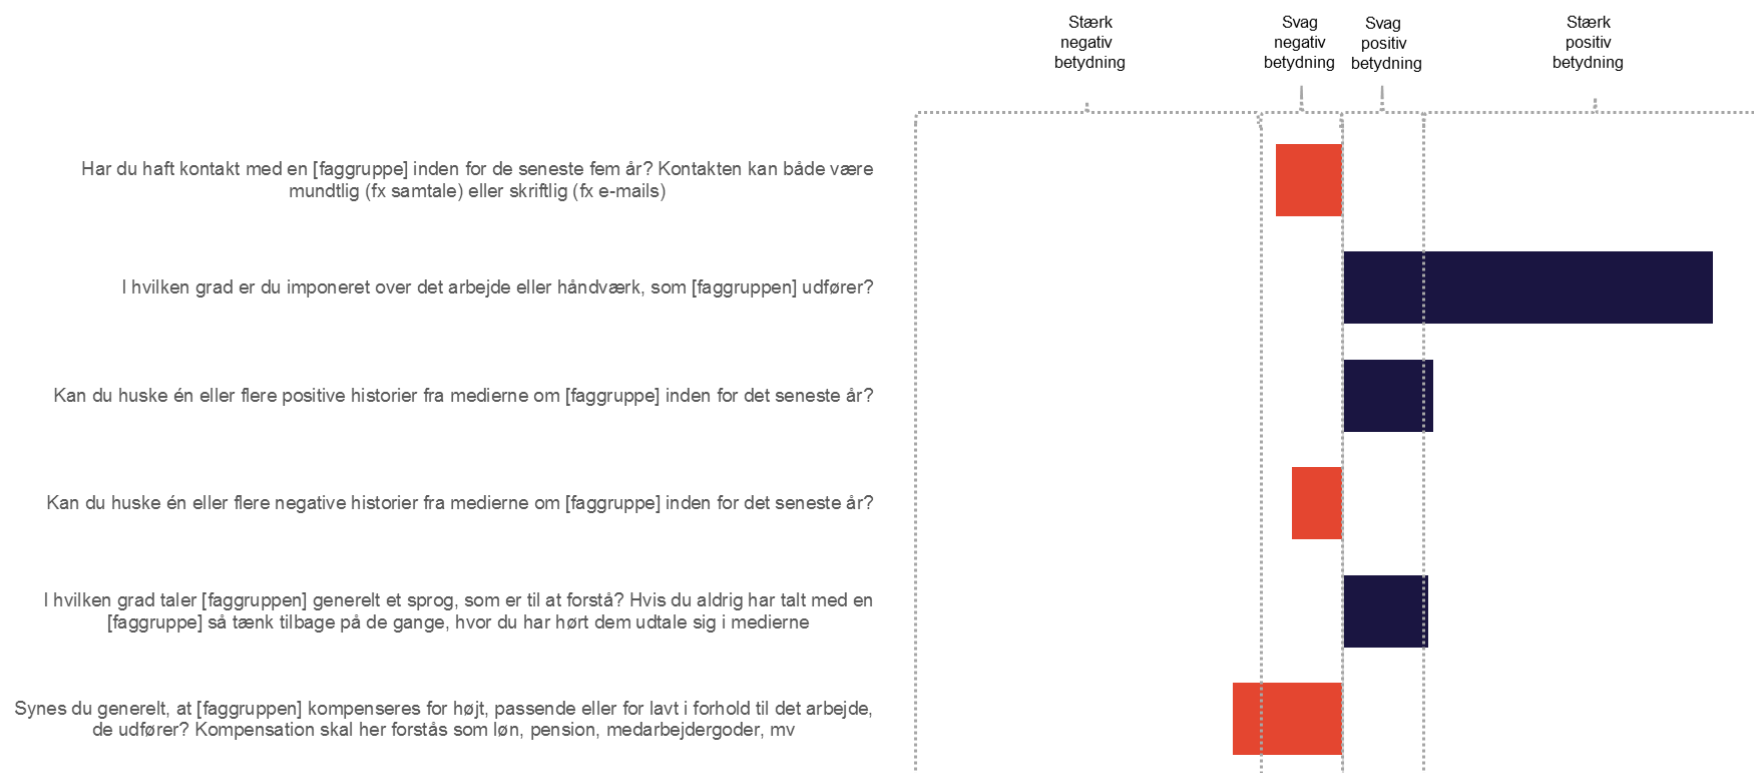 Stærk
negativ
betydning
Svag
negativ
betydning
Svag
positiv
betydning
Stærk
positiv
betydning
Har du haft kontakt med en [faggruppe] inden for de seneste fem år? Kontakten kan både være
mundtlig (fx samtale) eller skriftlig (fx e-mails)
I hvilken grad er du imponeret over det arbejde eller håndværk, som [faggruppen] udfører?
Kan du huske én eller flere positive historier fra medierne om [faggruppe] inden for det seneste år?
Kan du huske én eller flere negative historier fra medierne om [faggruppe] inden for det seneste år?
I hvilken grad taler [faggruppen] generelt et sprog, som er til at forstå? Hvis du aldrig har talt med en
[faggruppe] så tænk tilbage på de gange, hvor du har hørt dem udtale sig i medierne
Synes du generelt, at [faggruppen] kompenseres for højt, passende eller for lavt i forhold til det arbejde,
de udfører? Kompensation skal her forstås som løn, pension, medarbejdergoder, mv